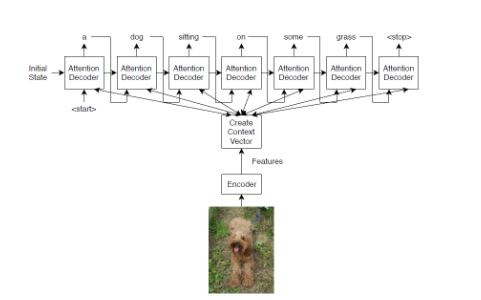 a dog sitting on some grass <stop>
Initial State
Attention Decoder
Attention Decoder
Attention Decoder
Attention Decoder
Attention Decoder
Attention Decoder
Attention Decoder
<start>
Create
Context
Vector
Features
Encoder